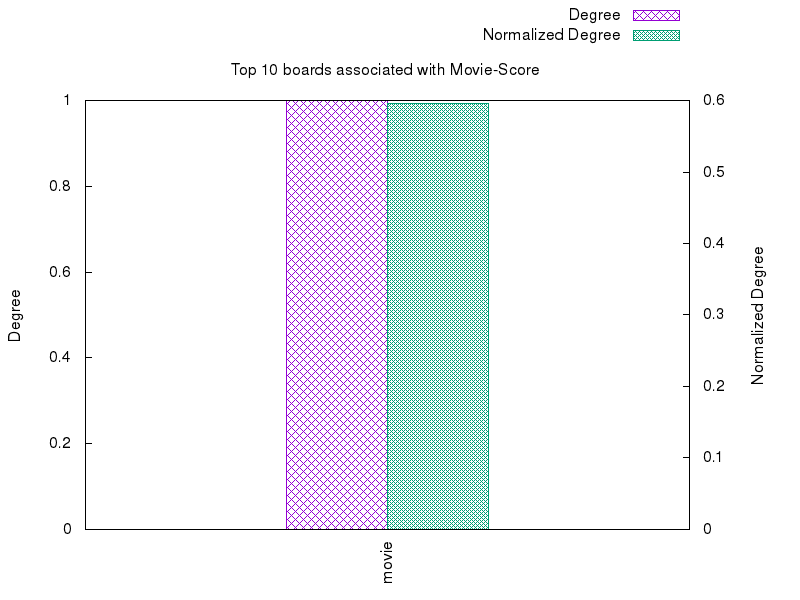 Degree
Normalized Degree
Top 10 boards associated with Movie-Score
1
0.8
0.6
0.4
0.2
0
Degree
0.6
0.5
0.4
0.3
0.2
0.1
0
Normalized Degree
movie